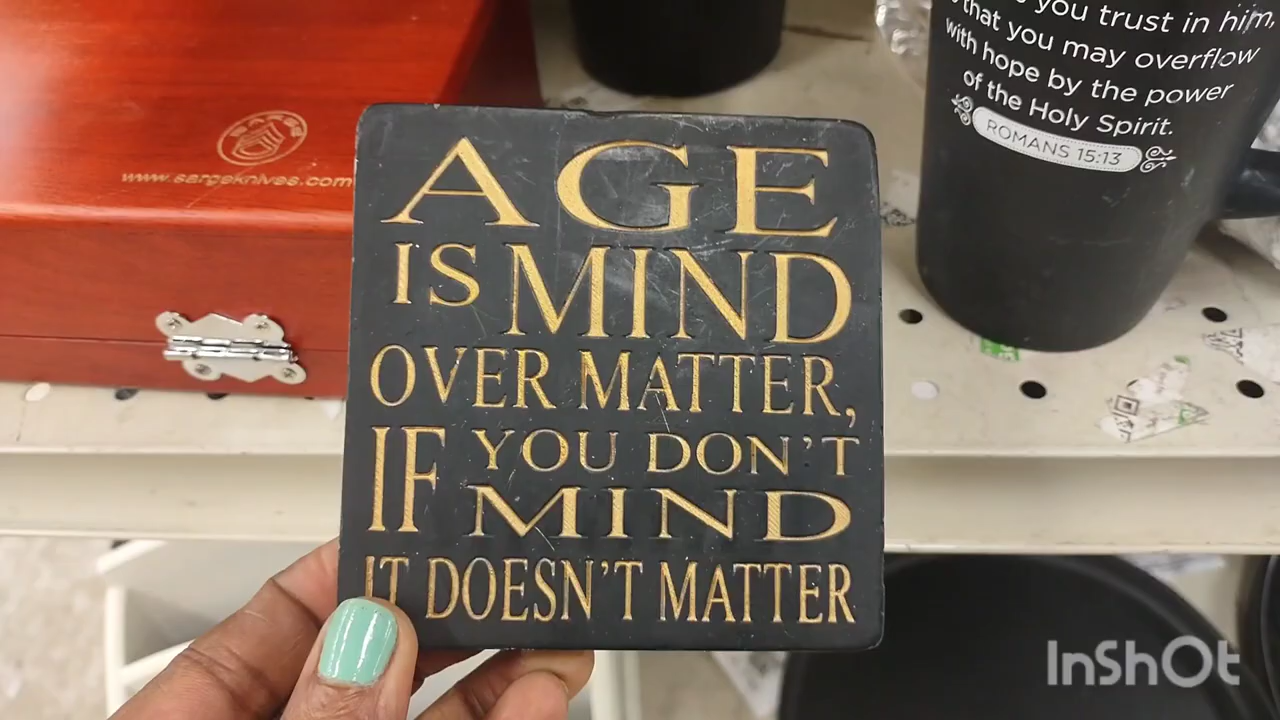 AGE
IS MIND
OVER MATTER,
IF YOU DON'T
MIND
IT DOESN'T MATTER
SARGE
www.sargeknives.com
you trust in him,
that you may overflow
with hope by the power
of the Holy Spirit.
ROMANS 15:13
InShOt